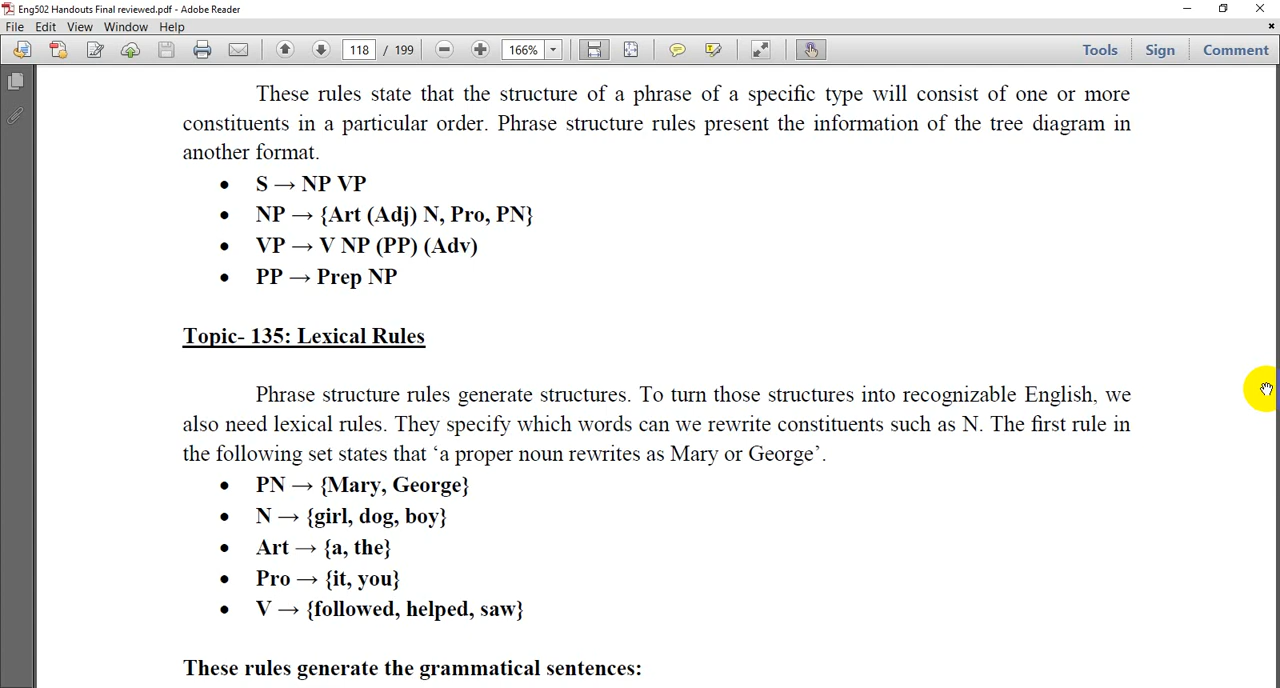 Eng502 Handouts Final reviewed.pdf - Adobe Reader
File Edit View Window Help
118 / 199 166% Tools Sign Comment
These rules state that the structure of a phrase of a specific type will consist of one or more
constituents in a particular order. Phrase structure rules present the information of the tree diagram in
another format.
• S → NP VP
• NP → {Art (Adj) N, Pro, PN}
• VP → V NP (PP) (Adv)
• PP → Prep NP
Topic- 135: Lexical Rules
Phrase structure rules generate structures. To turn those structures into recognizable English, we
also need lexical rules. They specify which words can we rewrite constituents such as N. The first rule in
the following set states that ‘a proper noun rewrites as Mary or George’.
• PN → {Mary, George}
• N → {girl, dog, boy}
• Art → {a, the}
• Pro → {it, you}
• V → {followed, helped, saw}
These rules generate the grammatical sentences: